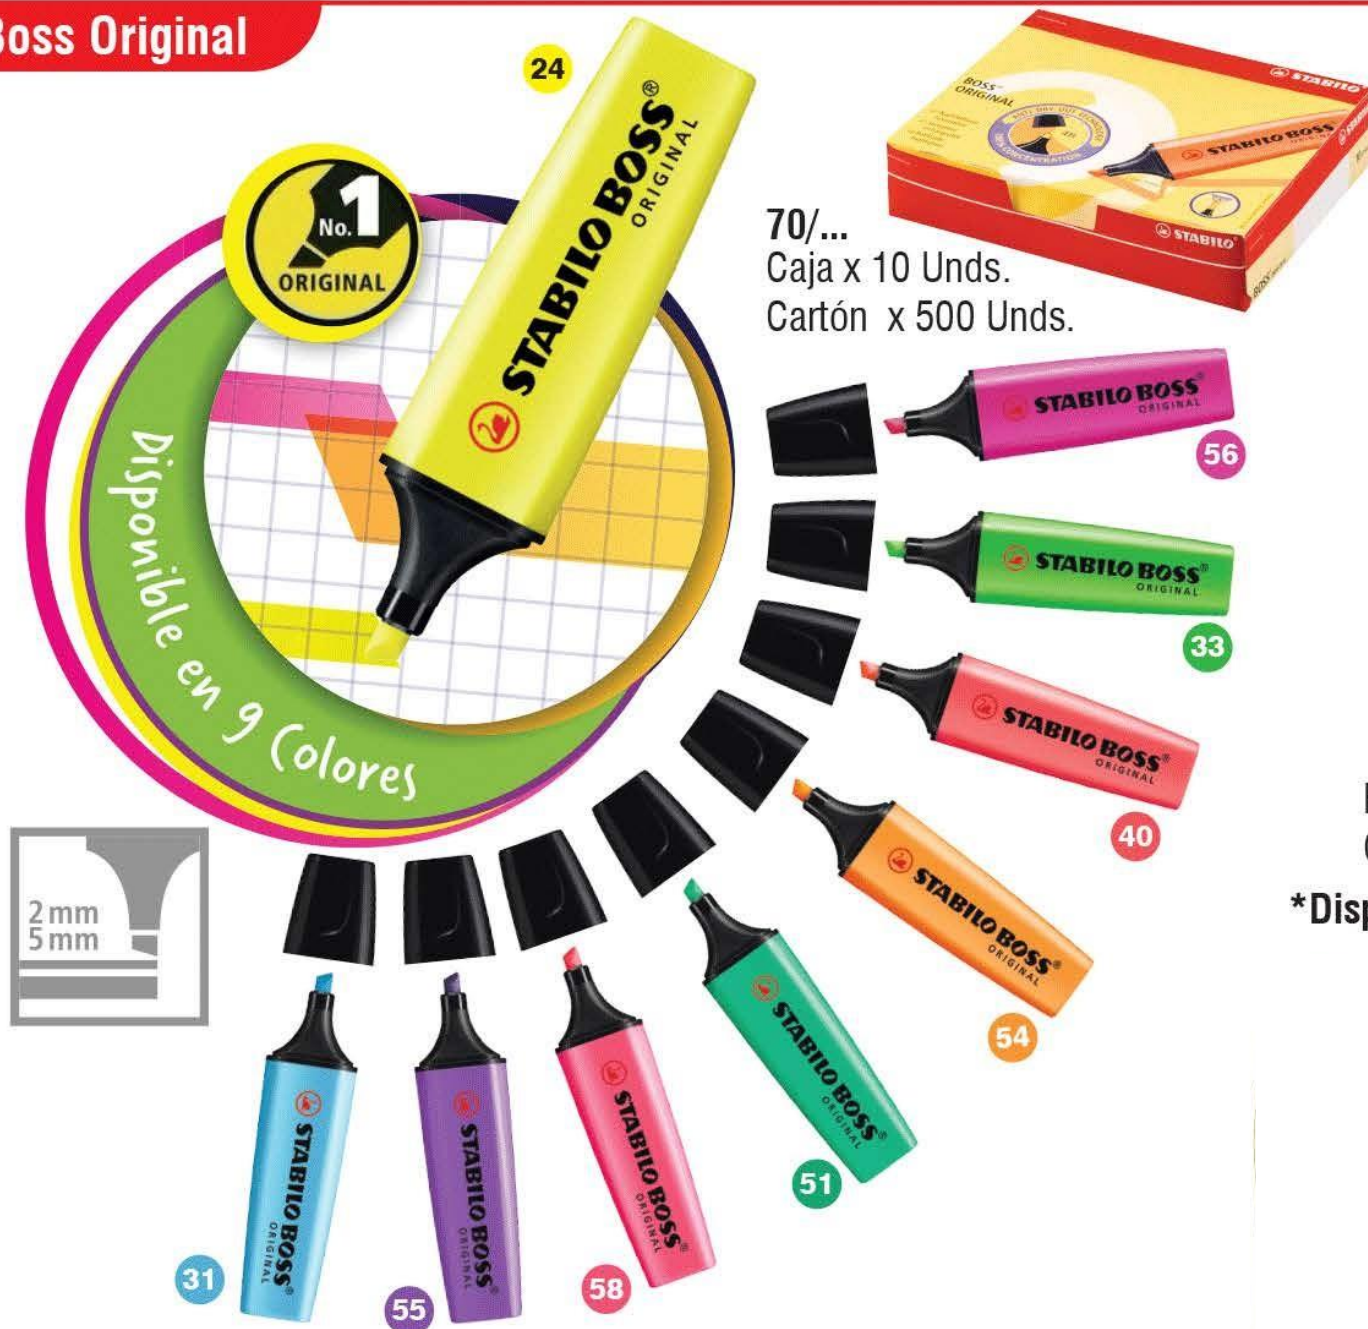 Boss Original
24
No.1
ORIGINAL
STABILO BOSS®
ORIGINAL
Disponible en 9 Colores
STABILO
BOSS
ORIGINAL
STABILO BOSS
STABILO
70/...
Caja x 10 Unds.
Cartón x 500 Unds.
STABILO BOSS®
ORIGINAL
56
STABILO BOSS®
ORIGINAL
33
STABILO BOSS®
ORIGINAL
40
STABILO BOSS®
ORIGINAL
54
*Disp
2 mm
5 mm
STABILO BOSS®
ORIGINAL
51
STABILO BOSS®
ORIGINAL
58
STABILO BOSS®
ORIGINAL
55
STABILO BOSS®
ORIGINAL
31